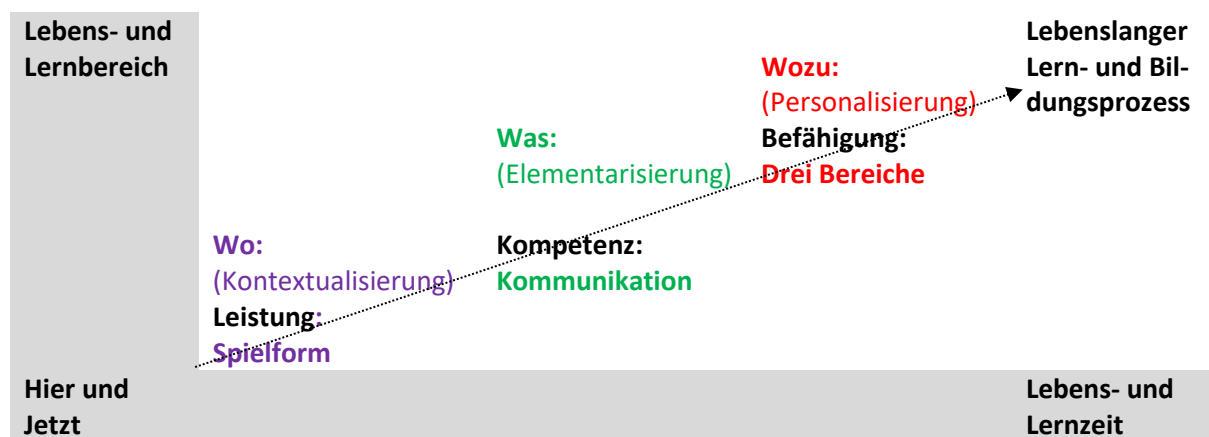 Lebens- und
Lernbereich
Lebenslanger
Lern- und Bil-
dungsprozess
Wozu:
(Personalisierung)
Befähigung:
Drei Bereiche
Was:
(Elementarisierung)
Kompetenz:
Kommunikation
Wo:
(Kontextualisierung)
Leistung:
Spielform
Hier und
Jetzt
Lebens- und
Lernzeit